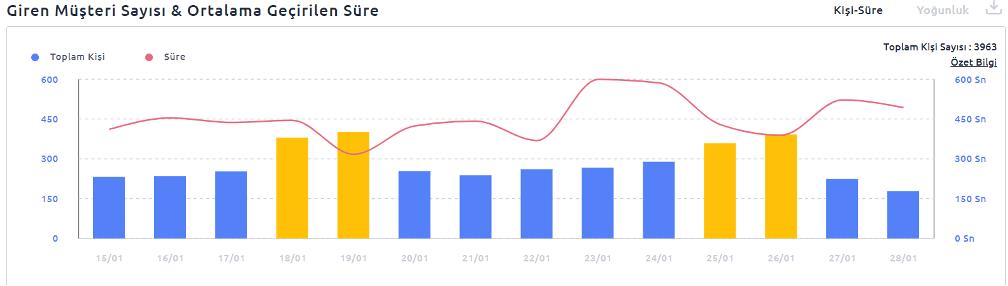 Giren Müşteri Sayısı & Ortalama Geçirilen Süre
Kişi-Süre Yoğunluk
Toplam Kişi Sayısı : 3963
Toplam Kişi Süre
Özet Bilgi
600 600 Sn
450 450 Sn
300 300 Sn
150 150 Sn
0 0 Sn
15/01 16/01 17/01 18/01 19/01 20/01 21/01 22/01 23/01 24/01 25/01 26/01 27/01 28/01